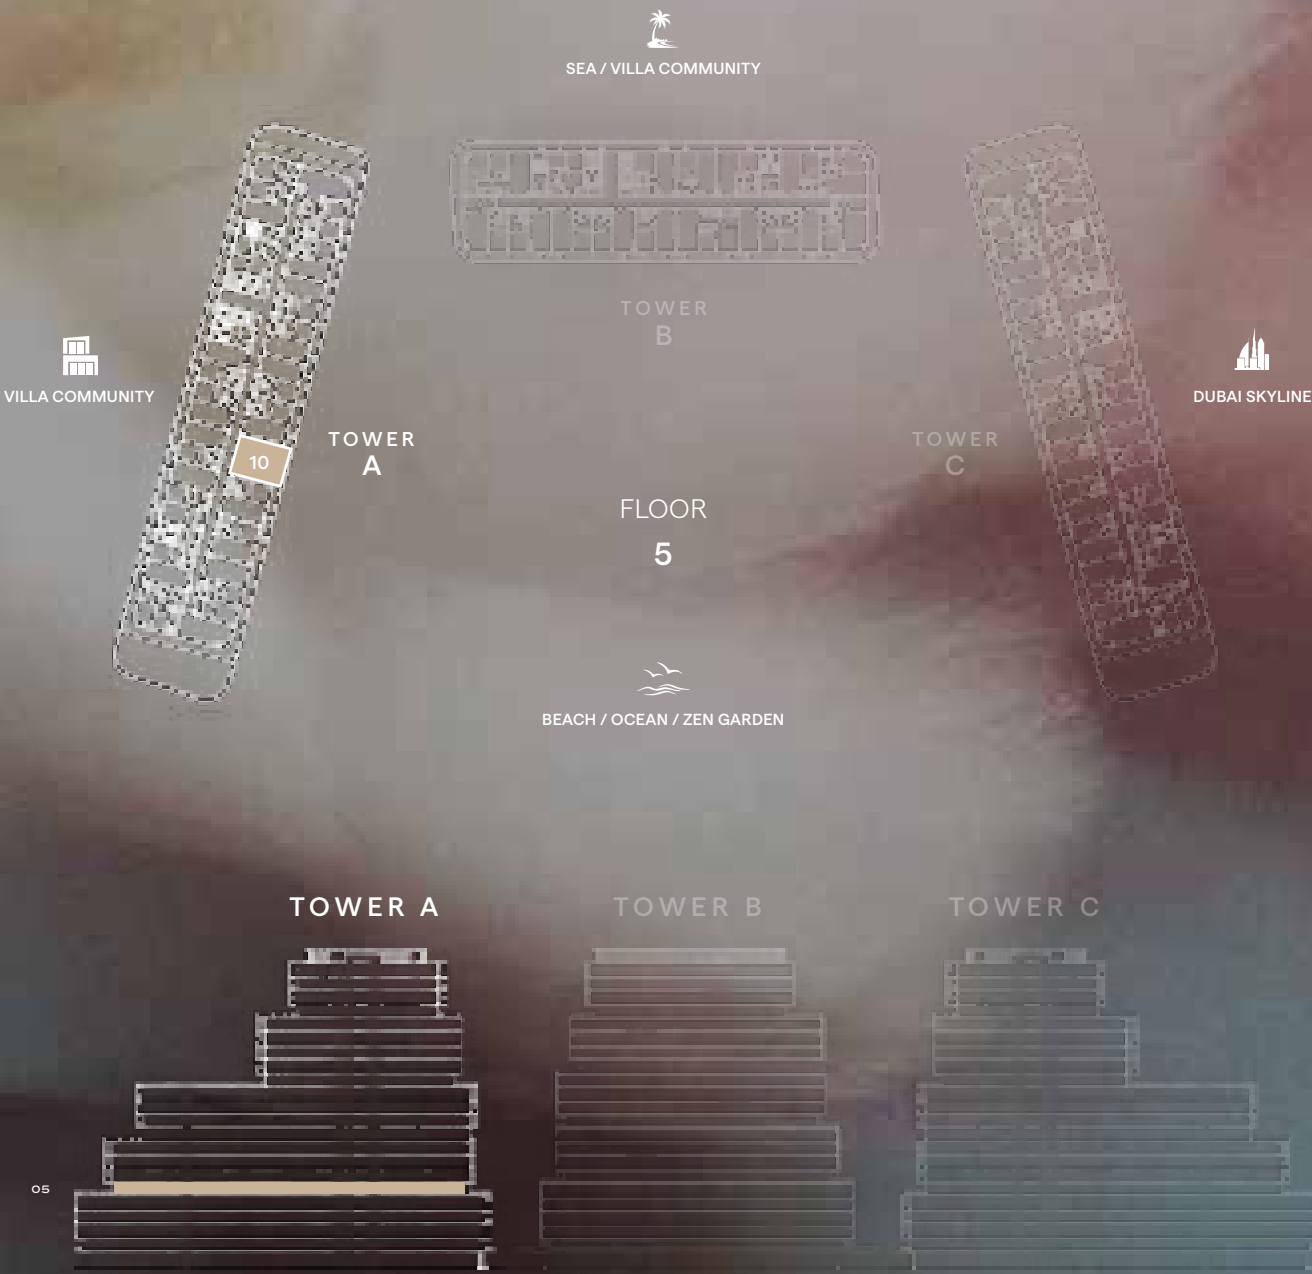 SEA / VILLA COMMUNITY
TOWER
B
VILLA COMMUNITY
DUBAI SKYLINE
TOWER
A
TOWER
C
10
FLOOR
5
BEACH / OCEAN / ZEN GARDEN
TOWER A
TOWER B
TOWER C
05